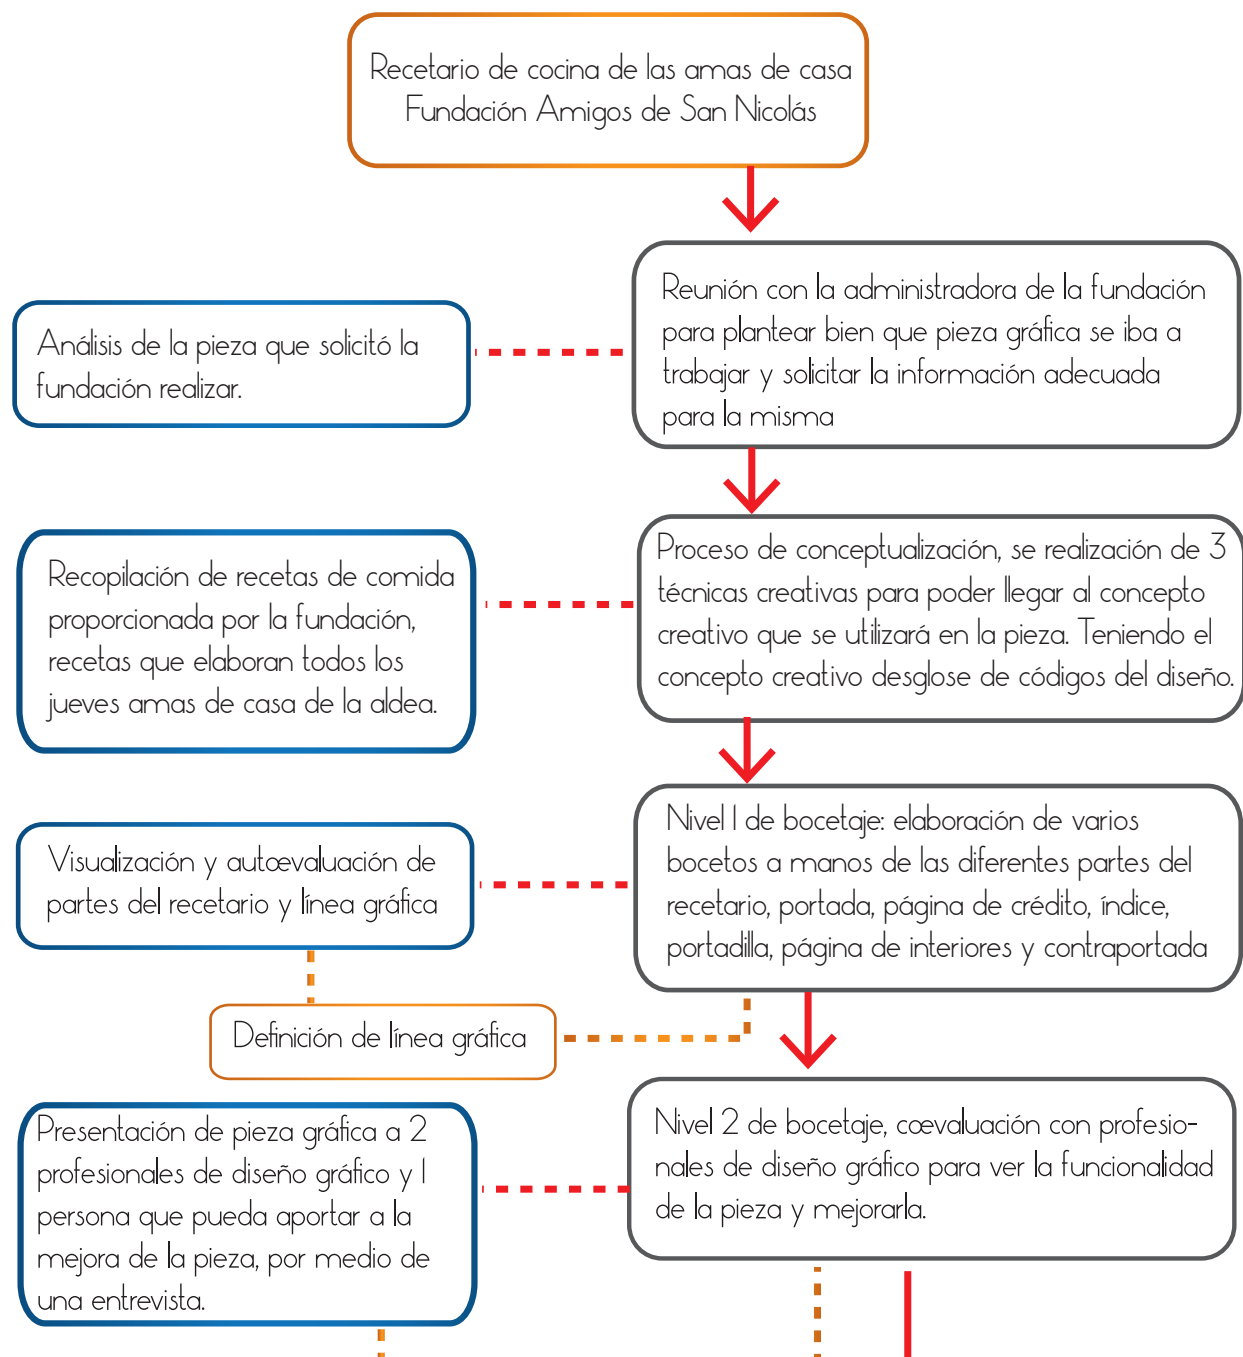 Recetario de cocina de las amas de casa
Fundación Amigos de San Nicolás
Reunión con la administradora de la fundación
para plantear bien que pieza gráfica se iba a
trabajar y solicitar la información adecuada
para la misma
Análisis de la pieza que solicitó la
fundación realizar.
Proceso de conceptualización, se realización de 3
técnicas creativas para poder llegar al concepto
creativo que se utilizará en la pieza. Teniendo el
concepto creativo desglose de códigos del diseño.
Recopilación de recetas de comida
proporcionada por la fundación,
recetas que elaboran todos los
jueves amas de casa de la aldea.
Nivel 1 de bocetaje: elaboración de varios
bocetos a manos de las diferentes partes del
recetario, portada, página de crédito, índice,
portadilla, página de interiores y contraportada
Visualización y autoevaluación de
partes del recetario y línea gráfica
Definición de línea gráfica
Nivel 2 de bocetaje, coevaluación con profesio-
nales de diseño gráfico para ver la funcionalidad
de la pieza y mejorarla.
Presentación de pieza gráfica a 2
profesionales de diseño gráfico y 1
persona que pueda aportar a la
mejora de la pieza, por medio de
una entrevista.